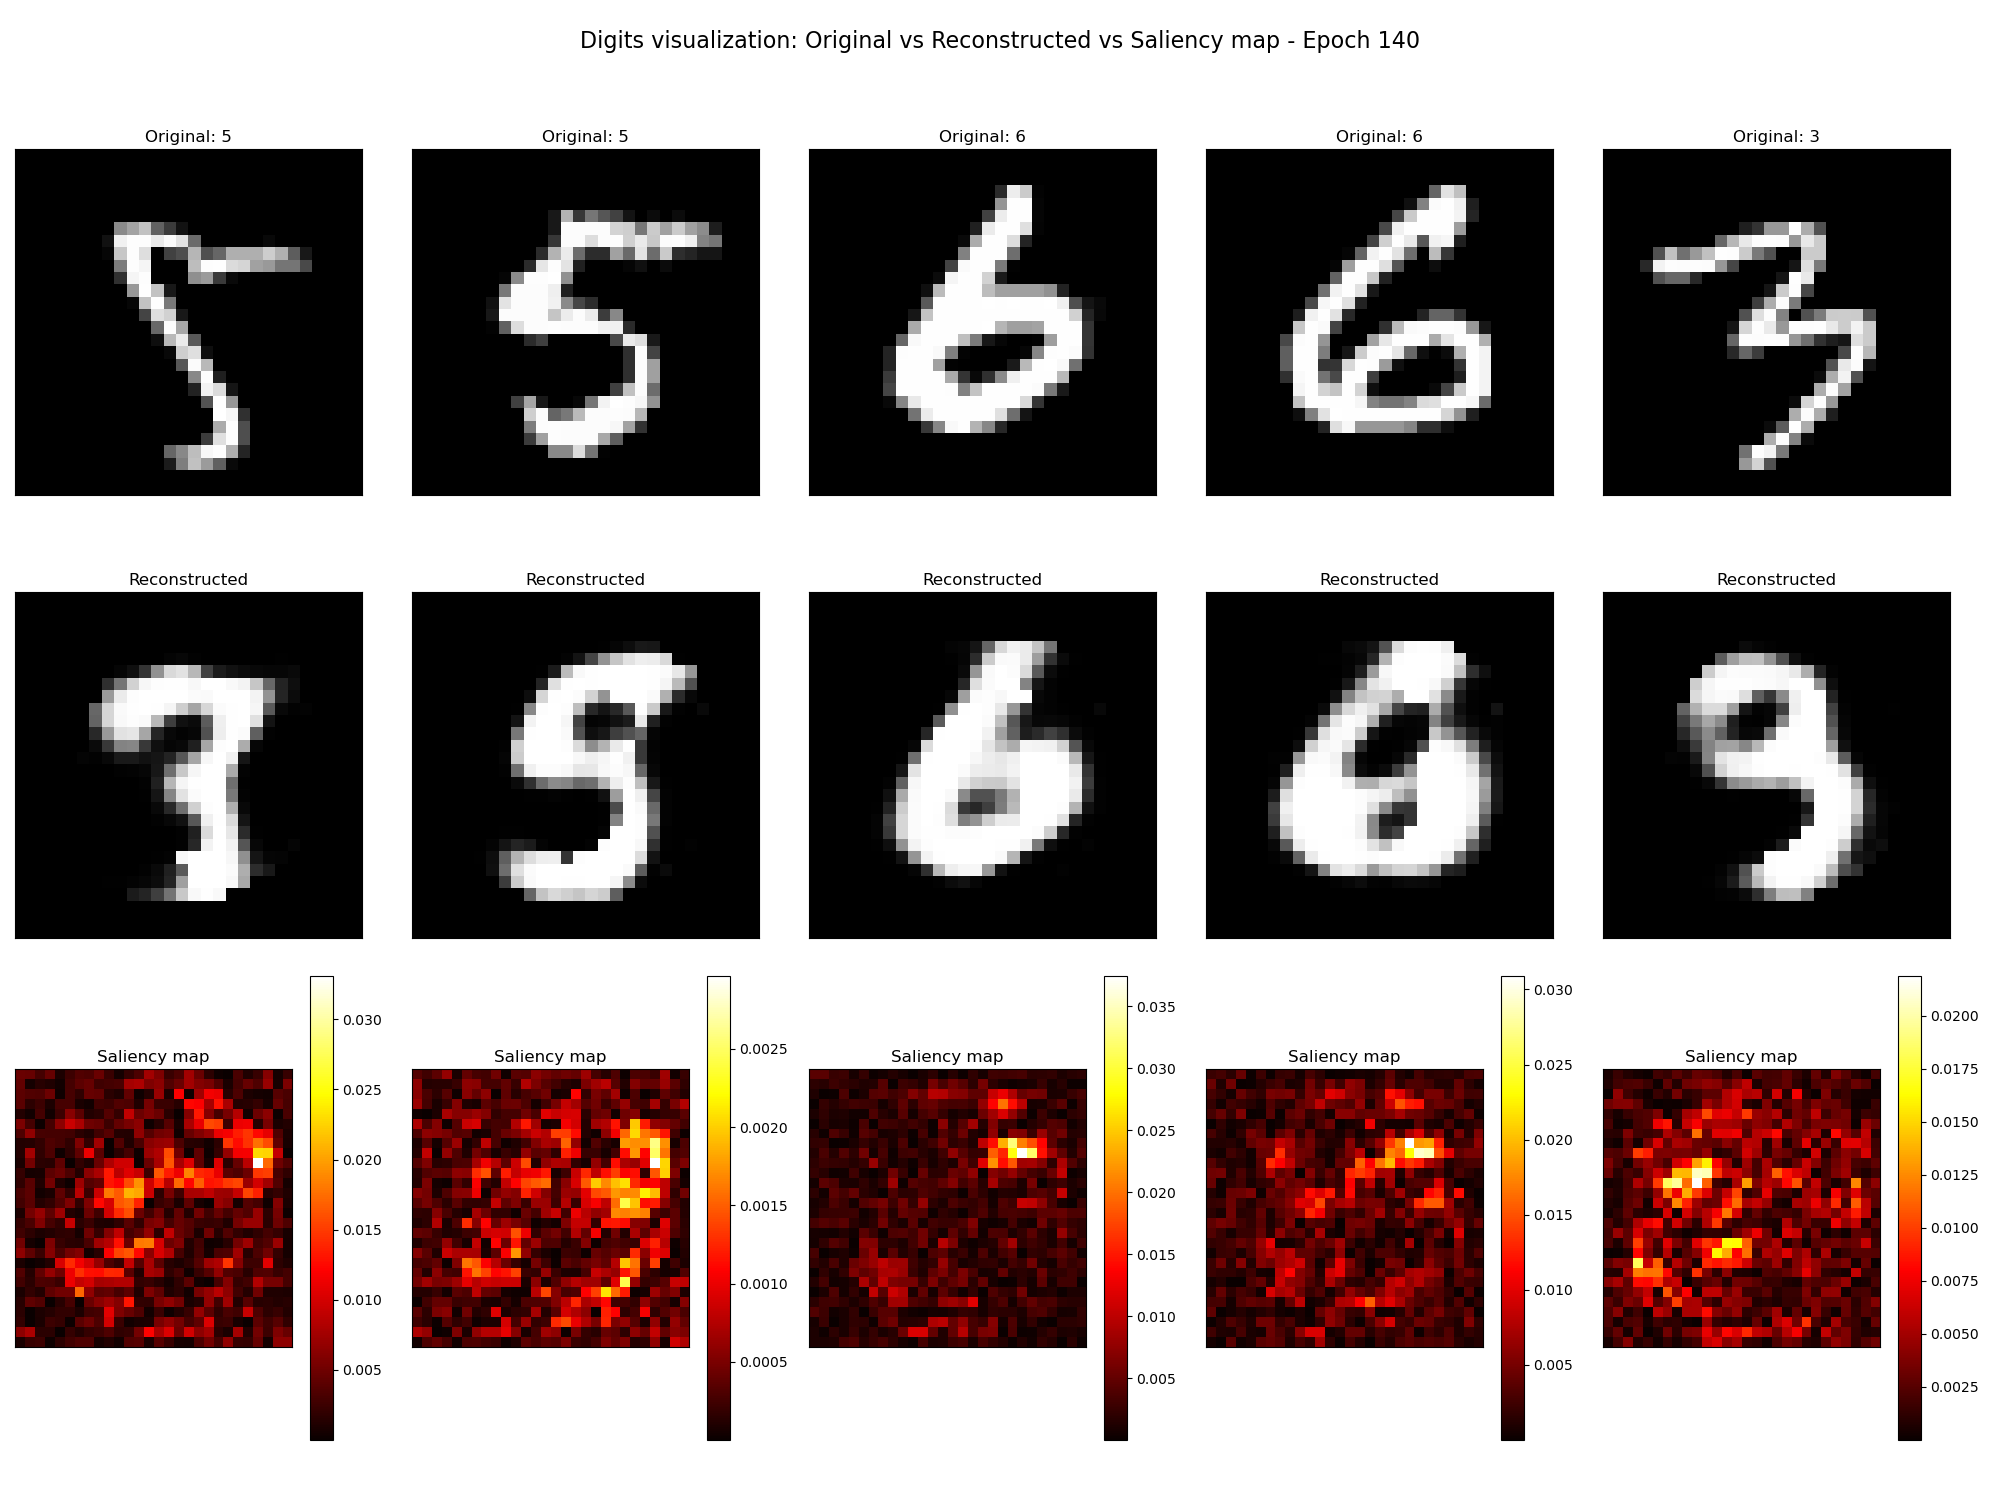 Digits visualization: Original vs Reconstructed vs Saliency map - Epoch 140
Original: 5
Original: 5
Original: 6
Original: 6
Original: 3
5
5
6
6
3
Reconstructed
Reconstructed
Reconstructed
Reconstructed
Reconstructed
Saliency map
0.030
0.025
0.020
0.015
0.010
0.005
Saliency map
0.0025
0.0020
0.0015
0.0010
0.0005
Saliency map
0.035
0.030
0.025
0.020
0.015
0.010
0.005
Saliency map
0.030
0.025
0.020
0.015
0.010
0.005
Saliency map
0.0200
0.0175
0.0150
0.0125
0.0100
0.0075
0.0050
0.0025